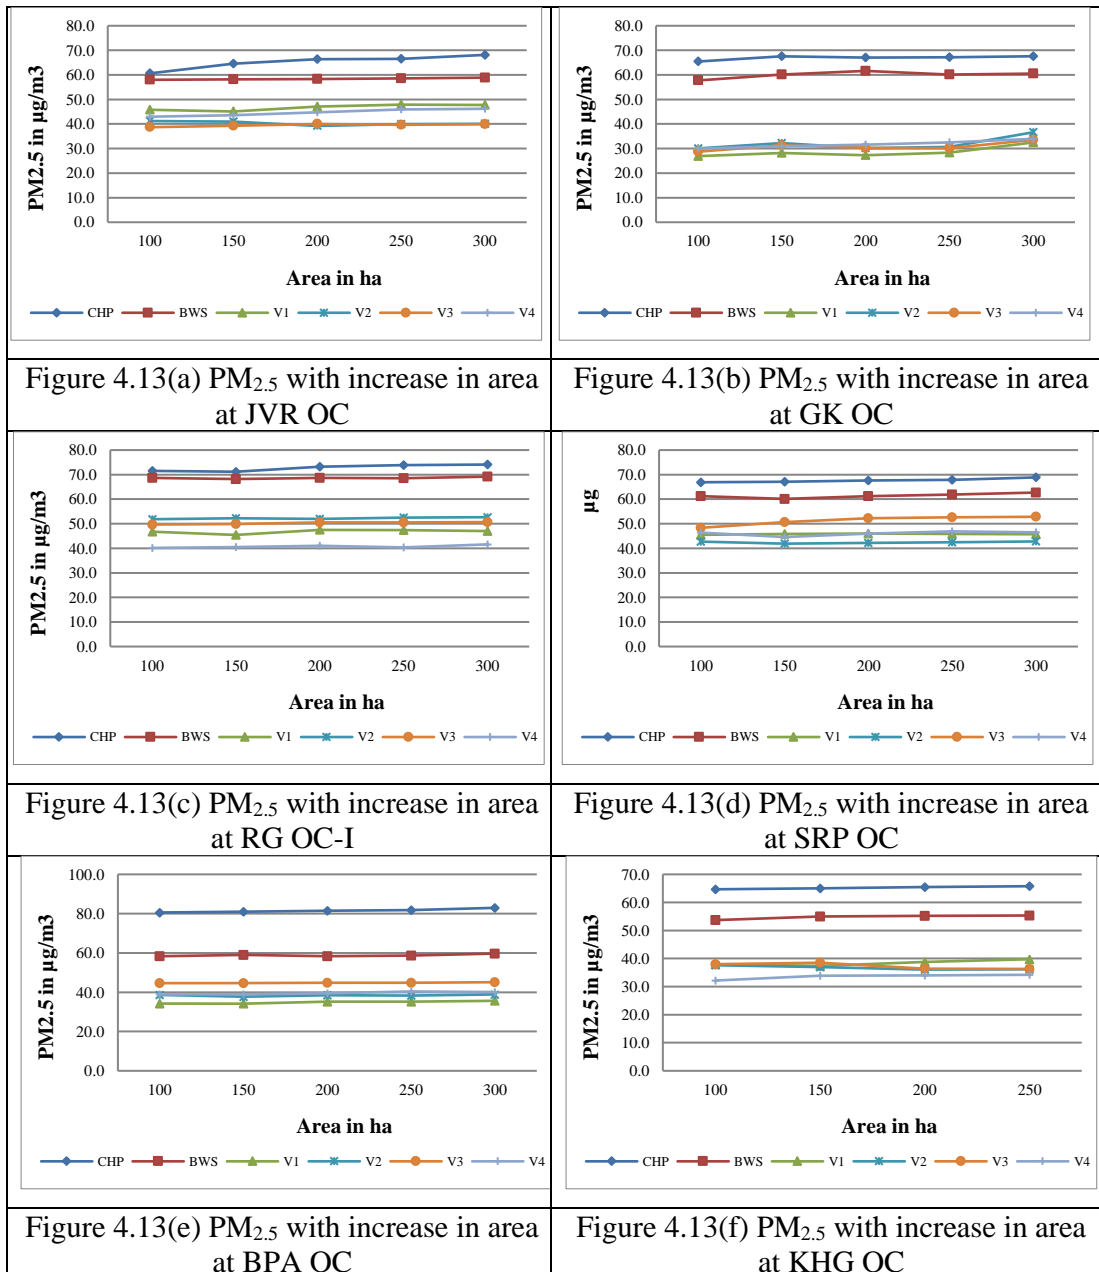 80.0
70.0
60.0
50.0
40.0
30.0
20.0
10.0
0.0
PM2.5 in µg/m3
100 150 200 250 300
Area in ha
CHP BWS V1 V2 V3 V4
Figure 4.13(a) PM2.5 with increase in area
at JVR OC
80.0
70.0
60.0
50.0
40.0
30.0
20.0
10.0
0.0
PM2.5 in µg/m3
100 150 200 250 300
Area in ha
CHP BWS V1 V2 V3 V4
Figure 4.13(b) PM2.5 with increase in area
at GK OC
80.0
70.0
60.0
50.0
40.0
30.0
20.0
10.0
0.0
PM2.5 in µg/m3
100 150 200 250 300
Area in ha
CHP BWS V1 V2 V3 V4
Figure 4.13(c) PM2.5 with increase in area
at RG OC-I
80.0
70.0
60.0
50.0
40.0
30.0
20.0
10.0
0.0
µg
100 150 200 250 300
Area in ha
CHP BWS V1 V2 V3 V4
Figure 4.13(d) PM2.5 with increase in area
at SRP OC
100.0
80.0
60.0
40.0
20.0
0.0
PM2.5 in µg/m3
100 150 200 250 300
Area in ha
CHP BWS V1 V2 V3 V4
Figure 4.13(e) PM2.5 with increase in area
at BPA OC
70.0
60.0
50.0
40.0
30.0
20.0
10.0
0.0
PM2.5 in µg/m3
100 150 200 250
Area in ha
CHP BWS V1 V2 V3 V4
Figure 4.13(f) PM2.5 with increase in area
at KHG OC